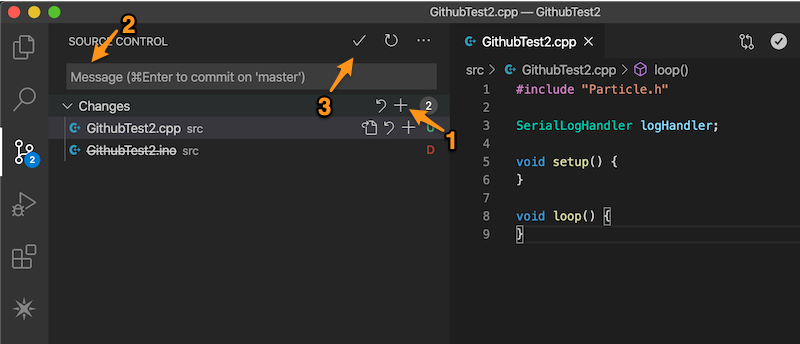 GithubTest2.cpp — GithubTest2
2
SOURCE CONTROL
Message (⌘Enter to commit on 'master')
3
Changes
2
GithubTest2.cpp src
U
1
GithubTest2.ino src
D
2
GithubTest2.cpp
src > GithubTest2.cpp > loop()
1 #include "Particle.h"
2
3 SerialLogHandler logHandler;
4
5 void setup() {
6 }
7
8 void loop() {
9 }